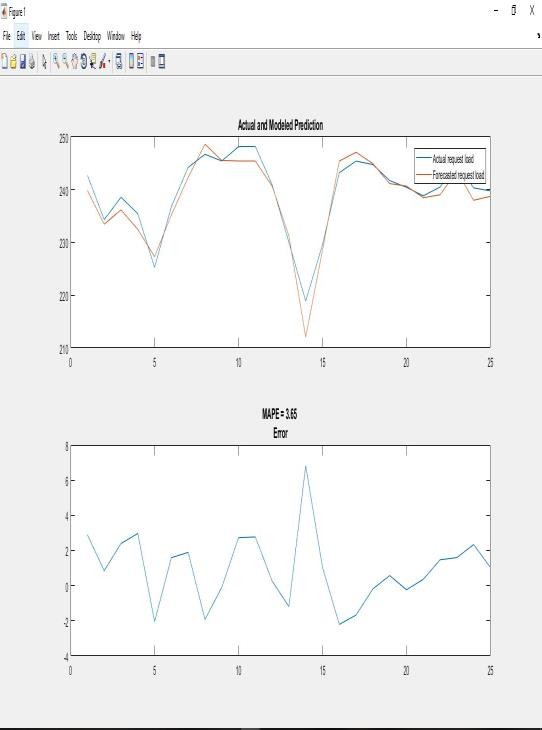 Figure 1
File Edit View Insert Tools Desktop Window Help
Actual and Modeled Prediction
250
240
230
220
210
0 5 10 15 20 25
Actual request load
Forecasted request load
MAPE = 3.65
Error
8
6
4
2
0
-2
-4
0 5 10 15 20 25